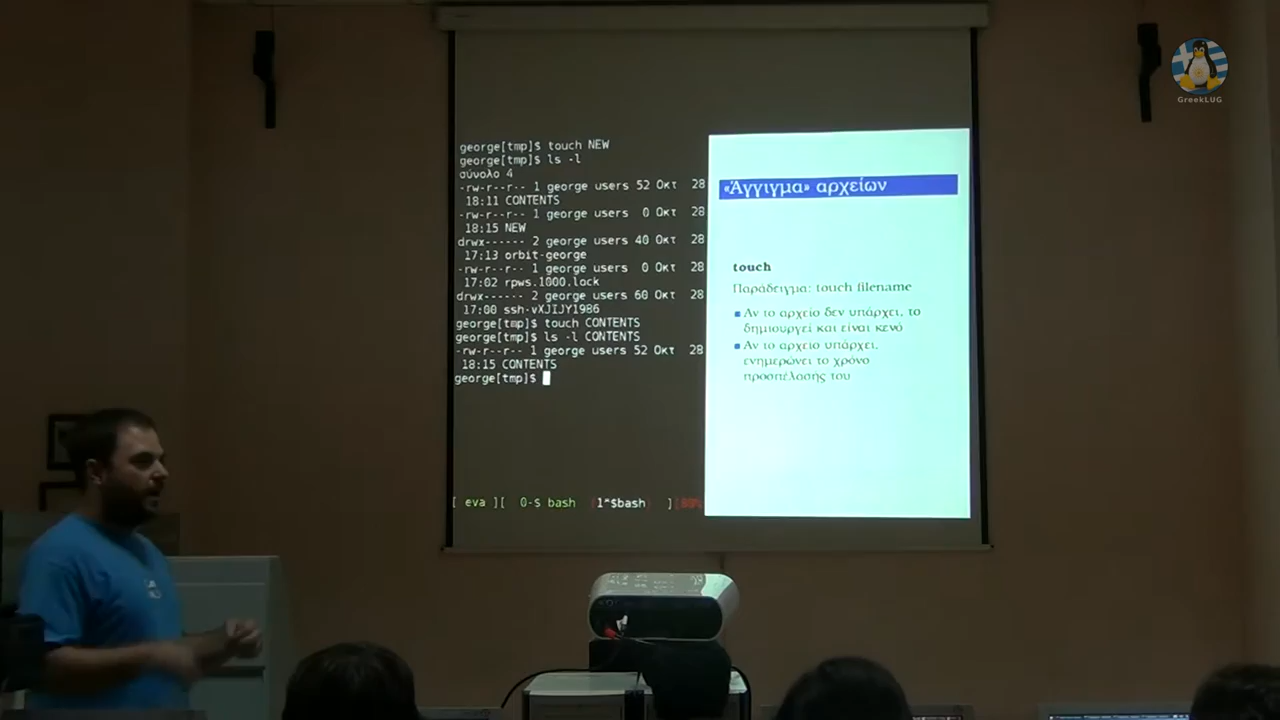 GreekLUG
george[tmp]$ touch NEW
george[tmp]$ ls -l
σύνολο 4
-rw-r--r-- 1 george users 52 Οκτ 28
18:11 CONTENTS
-rw-r--r-- 1 george users 0 Οκτ 28
18:15 NEW
drwx------ 2 george users 40 Οκτ 28
17:13 orbit-george
-rw-r--r-- 1 george users 0 Οκτ 28
17:02 rpws.1000.lock
drwx------ 2 george users 60 Οκτ 28
17:00 ssh-vXJIJY1986
george[tmp]$ touch CONTENTS
george[tmp]$ ls -l CONTENTS
-rw-r--r-- 1 george users 52 Οκτ 28
18:15 CONTENTS
george[tmp]$
[ eva ][ 0-$ bash (1*$bash) ][
«Άγγιγμα» αρχείων
touch
Παράδειγμα: touch filename
Αν το αρχείο δεν υπάρχει, το
δημιουργεί και είναι κενό
Αν το αρχείο υπάρχει,
ενημερώνει το χρόνο
προσπέλασής του